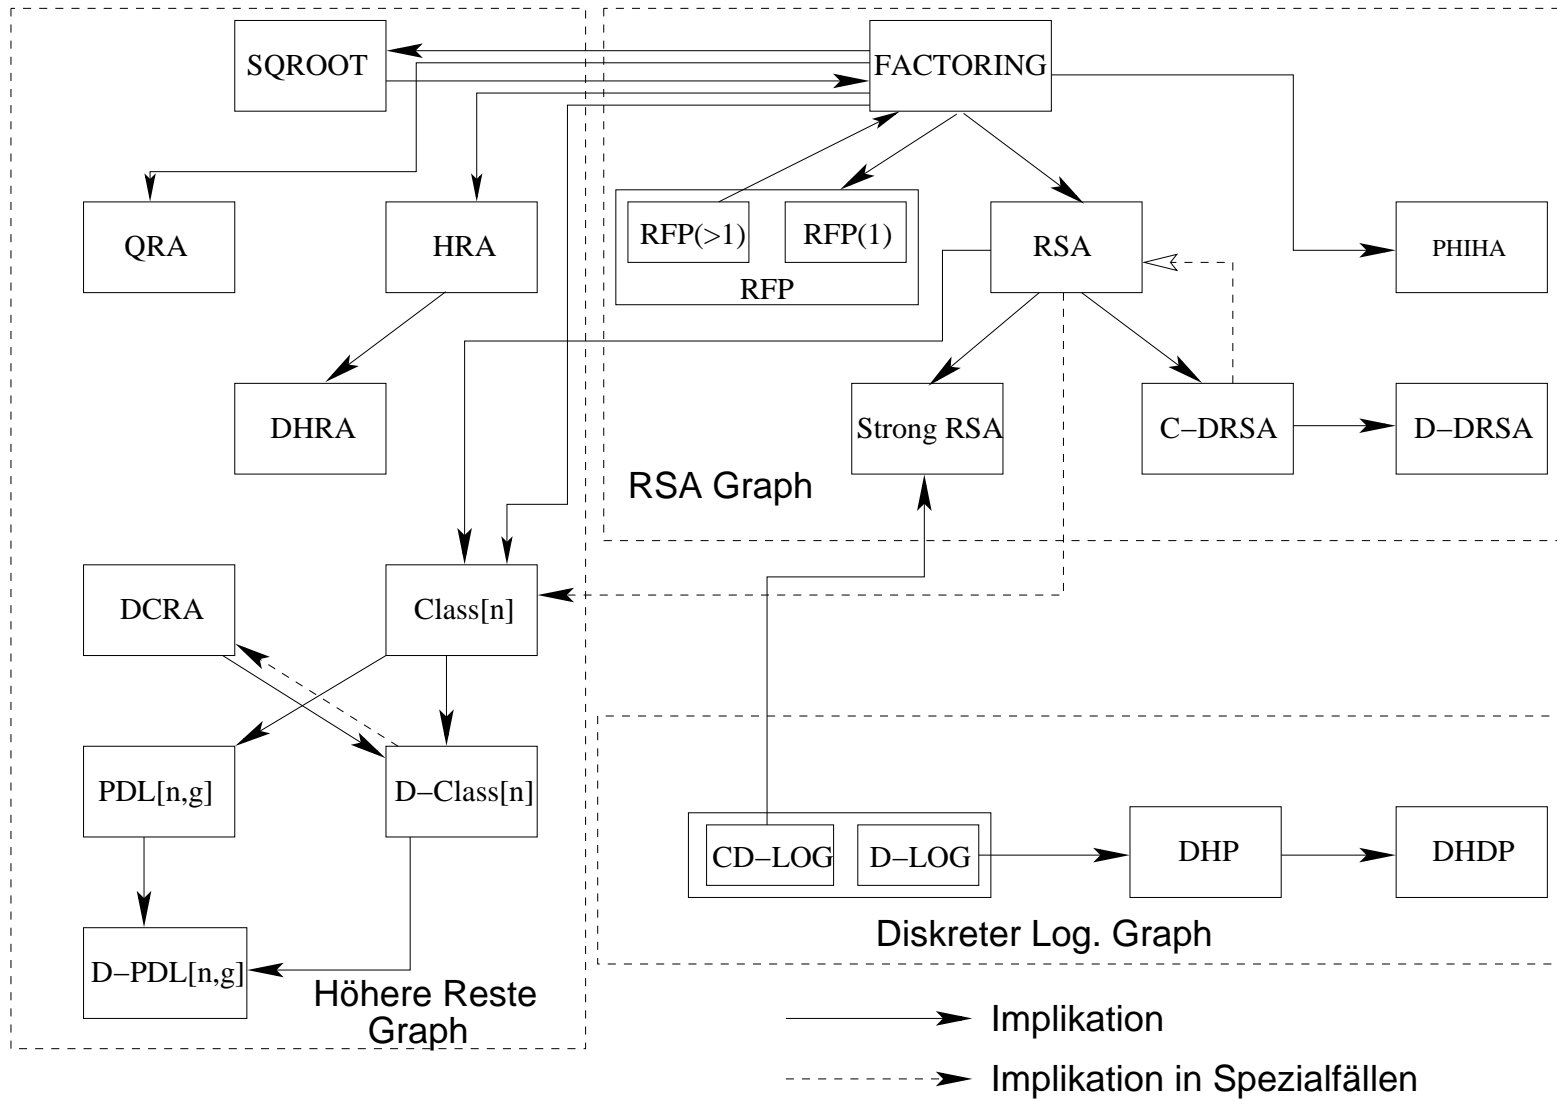 SQROOT
FACTORING
QRA
HRA
RFP(>1)
RFP(1)
RFP
RSA
PHIHA
DHRA
Strong RSA
C–DRSA
D–DRSA
RSA Graph
DCRA
Class[n]
PDL[n,g]
D–Class[n]
CD–LOG
D–LOG
DHP
DHDP
Diskreter Log. Graph
D–PDL[n,g]
Höhere Reste
Graph
Implikation
Implikation in Spezialfällen